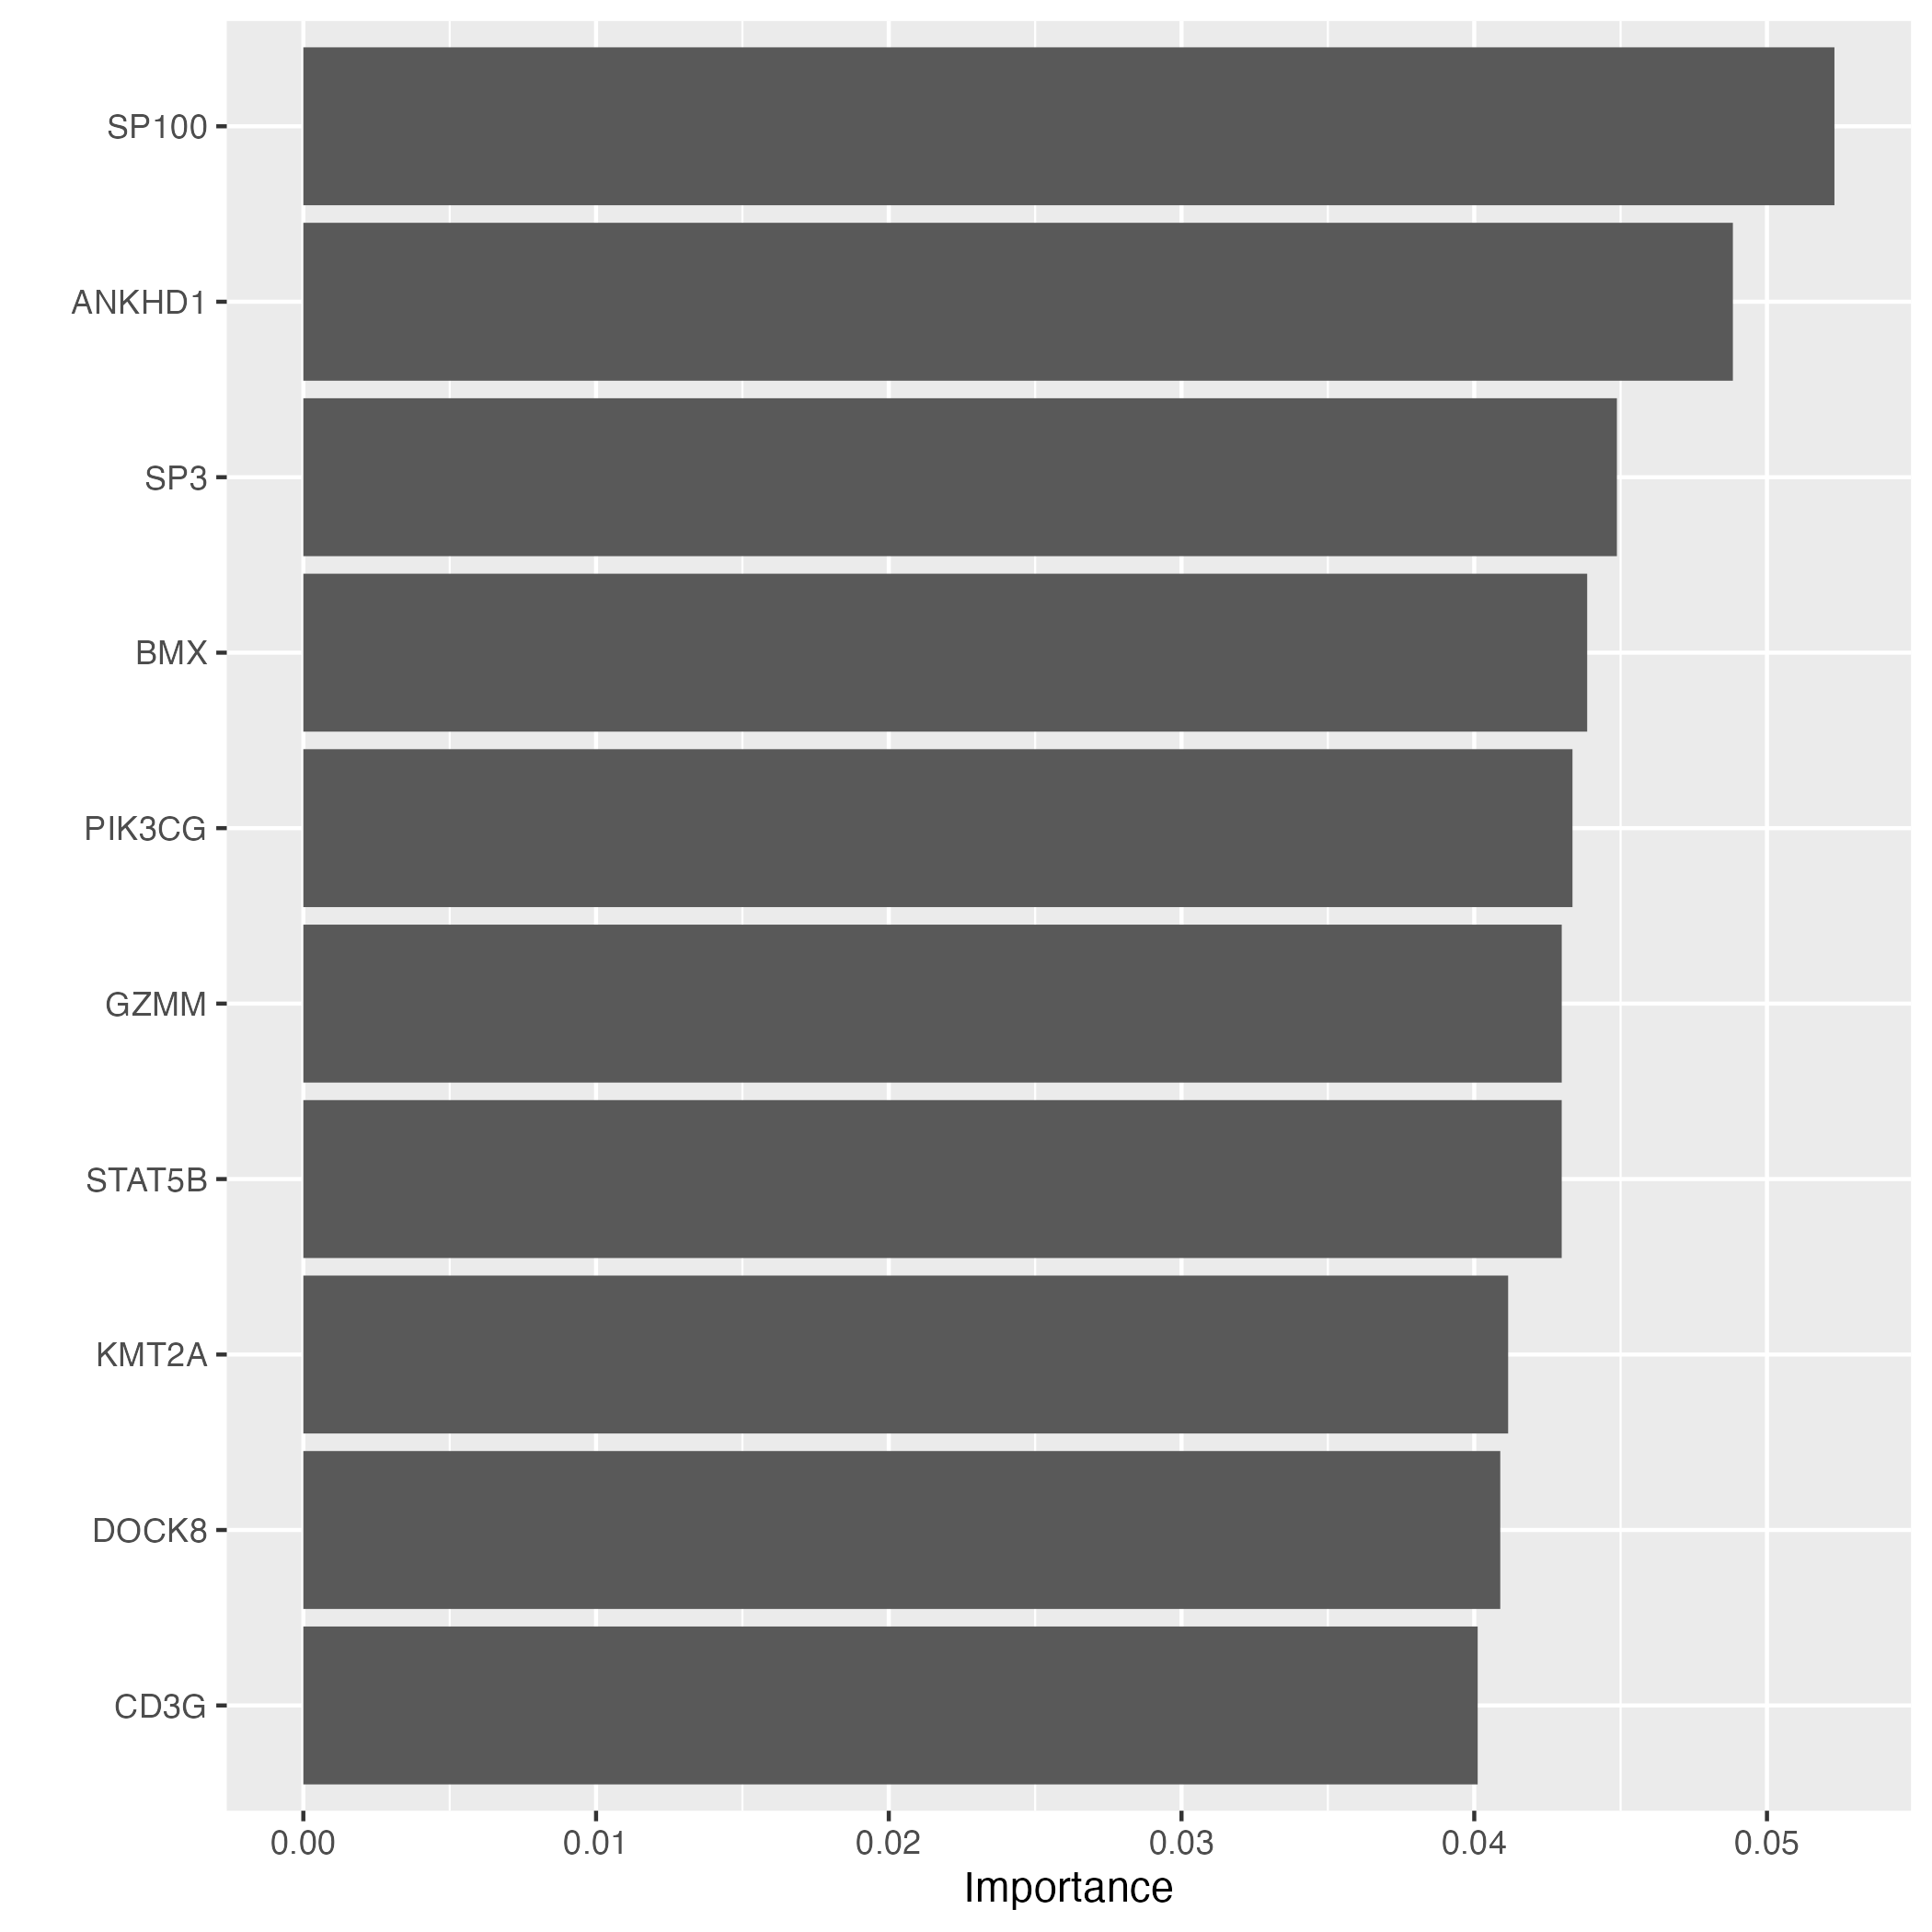 SP100
ANKHD1
SP3
BMX
PIK3CG
GZMM
STAT5B
KMT2A
DOCK8
CD3G
0.00 0.01 0.02 0.03 0.04 0.05
Importance